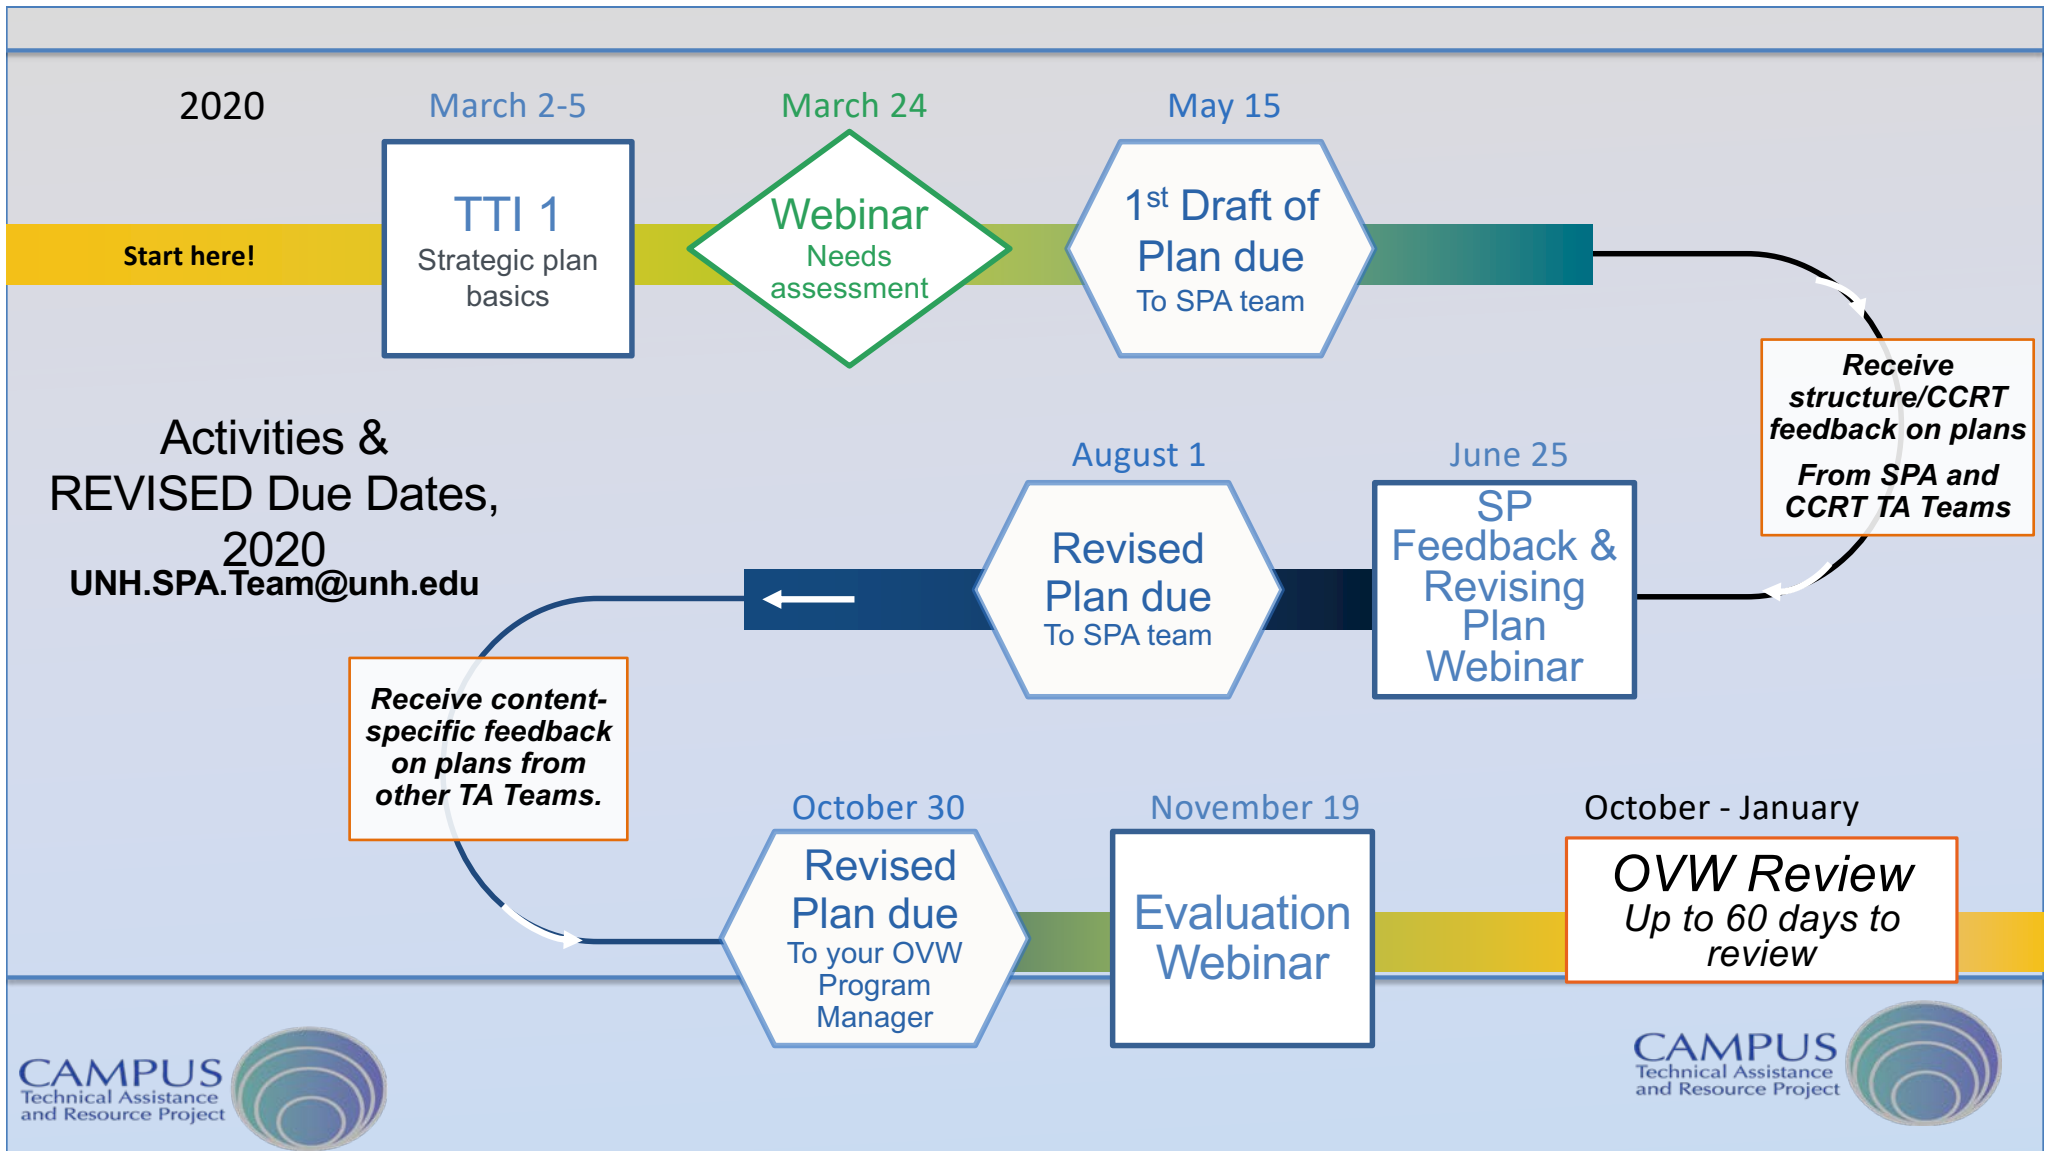 2020
March 2-5
March 24
May 15
Start here!
TTI 1
Strategic plan
basics
Webinar
Needs
assessment
1st Draft of
Plan due
To SPA team
Receive
structure/CCRT
feedback on plans
From SPA and
CCRT TA Teams
Activities &
REVISED Due Dates,
2020
UNH.SPA.Team@unh.edu
August 1
June 25
Revised
Plan due
To SPA team
SP
Feedback &
Revising
Plan
Webinar
Receive content-
specific feedback
on plans from
other TA Teams.
October 30
November 19
October - January
Revised
Plan due
To your OVW
Program
Manager
Evaluation
Webinar
OVW Review
Up to 60 days to
review
CAMPUS
Technical Assistance
and Resource Project
CAMPUS
Technical Assistance
and Resource Project